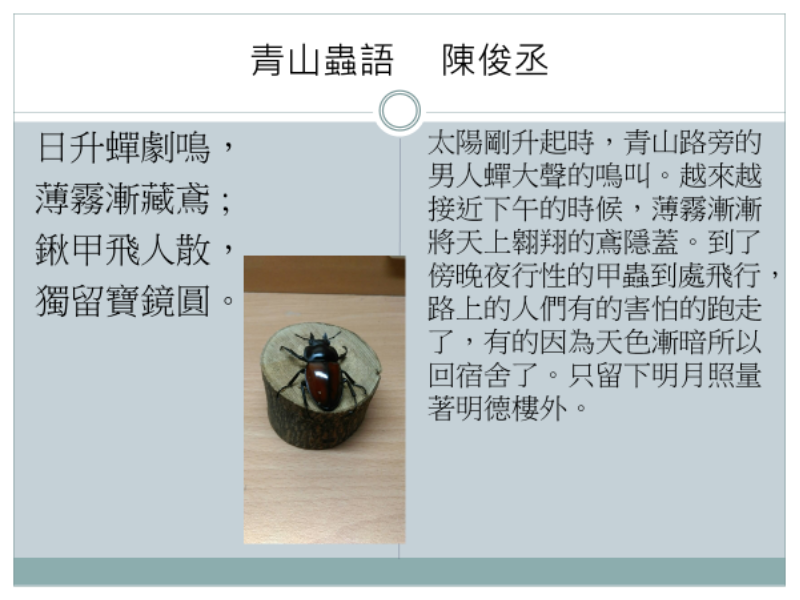 青山蟲語　陳俊丞
日升蟬劇鳴，
薄霧漸藏鳶；
鍬甲飛人散，
獨留寶鏡圓。
太陽剛升起時，青山路旁的
男人蟬大聲的鳴叫。越來越
接近下午的時候，薄霧漸漸
將天上翱翔的鳶隱蓋。到了
傍晚夜行性的甲蟲到處飛行，
路上的人們有的害怕的跑走
了，有的因為天色漸暗所以
回宿舍了。只留下明月照量
著明德樓外。